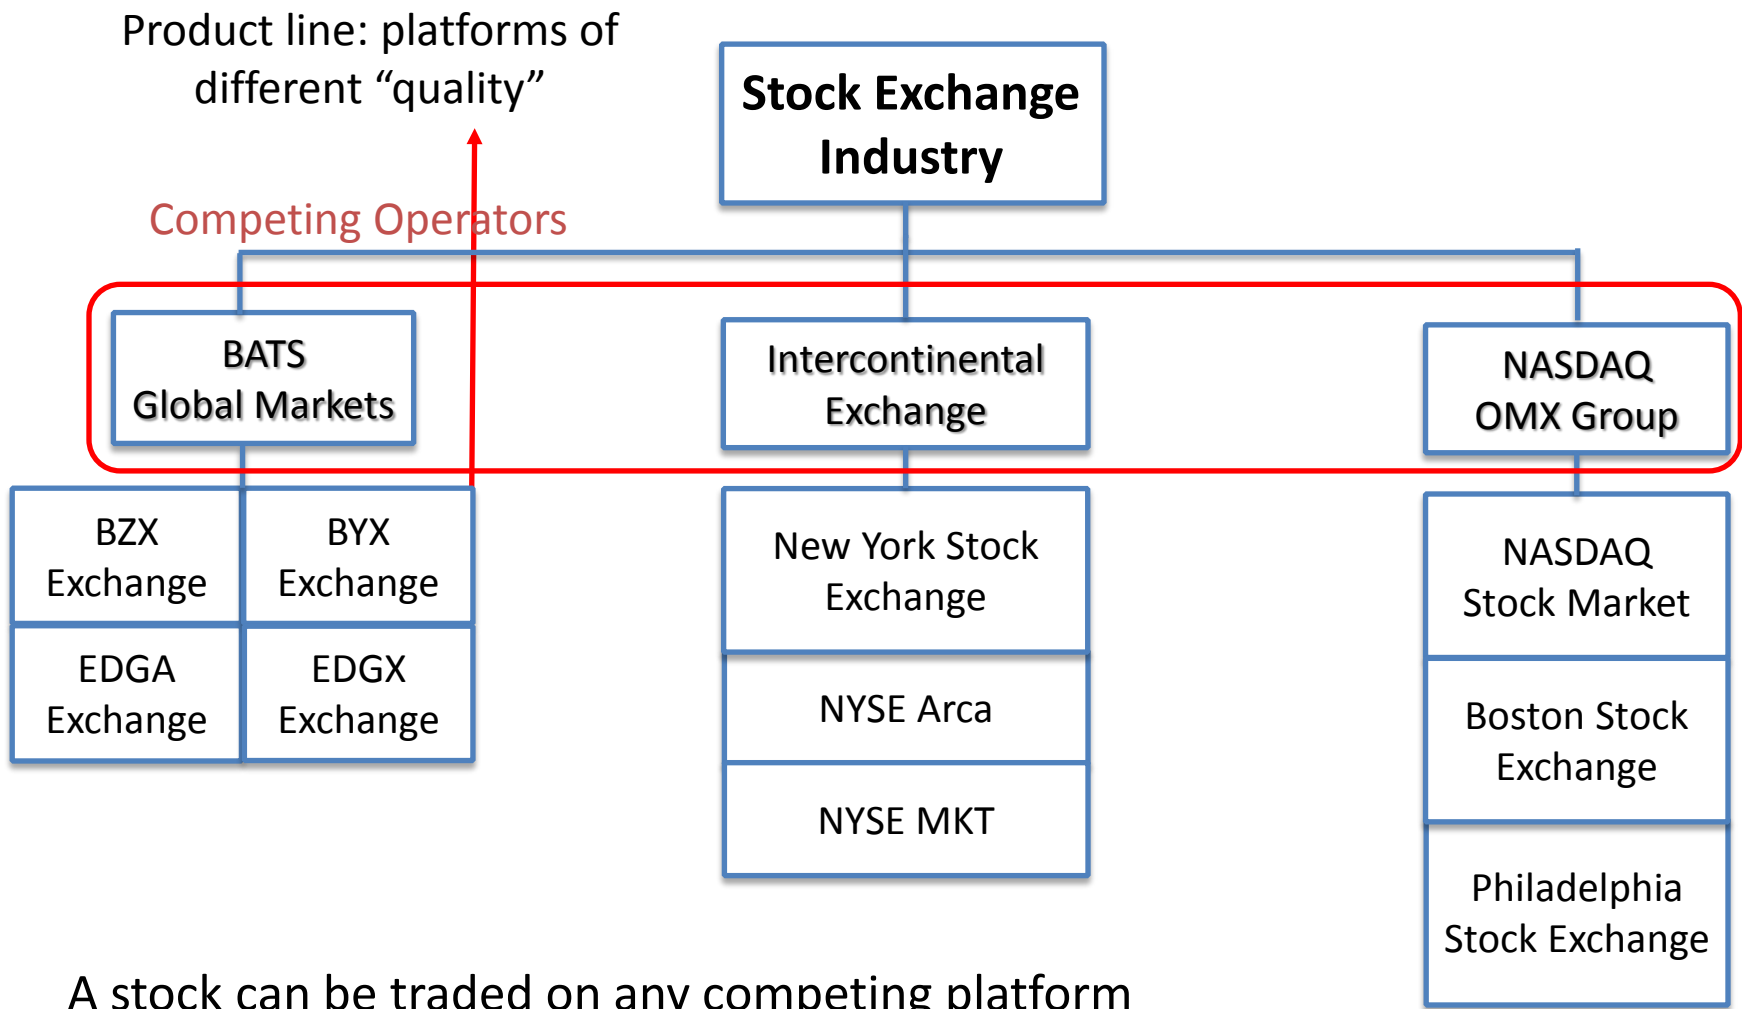 Product line: platforms of
different “quality”
Stock Exchange
Industry
Competing Operators
BATS
Global Markets
Intercontinental
Exchange
NASDAQ
OMX Group
BZX
Exchange
BYX
Exchange
EDGA
Exchange
EDGX
Exchange
New York Stock
Exchange
NYSE Arca
NYSE MKT
NASDAQ
Stock Market
Boston Stock
Exchange
Philadelphia
Stock Exchange
A stock can be traded on any competing platform